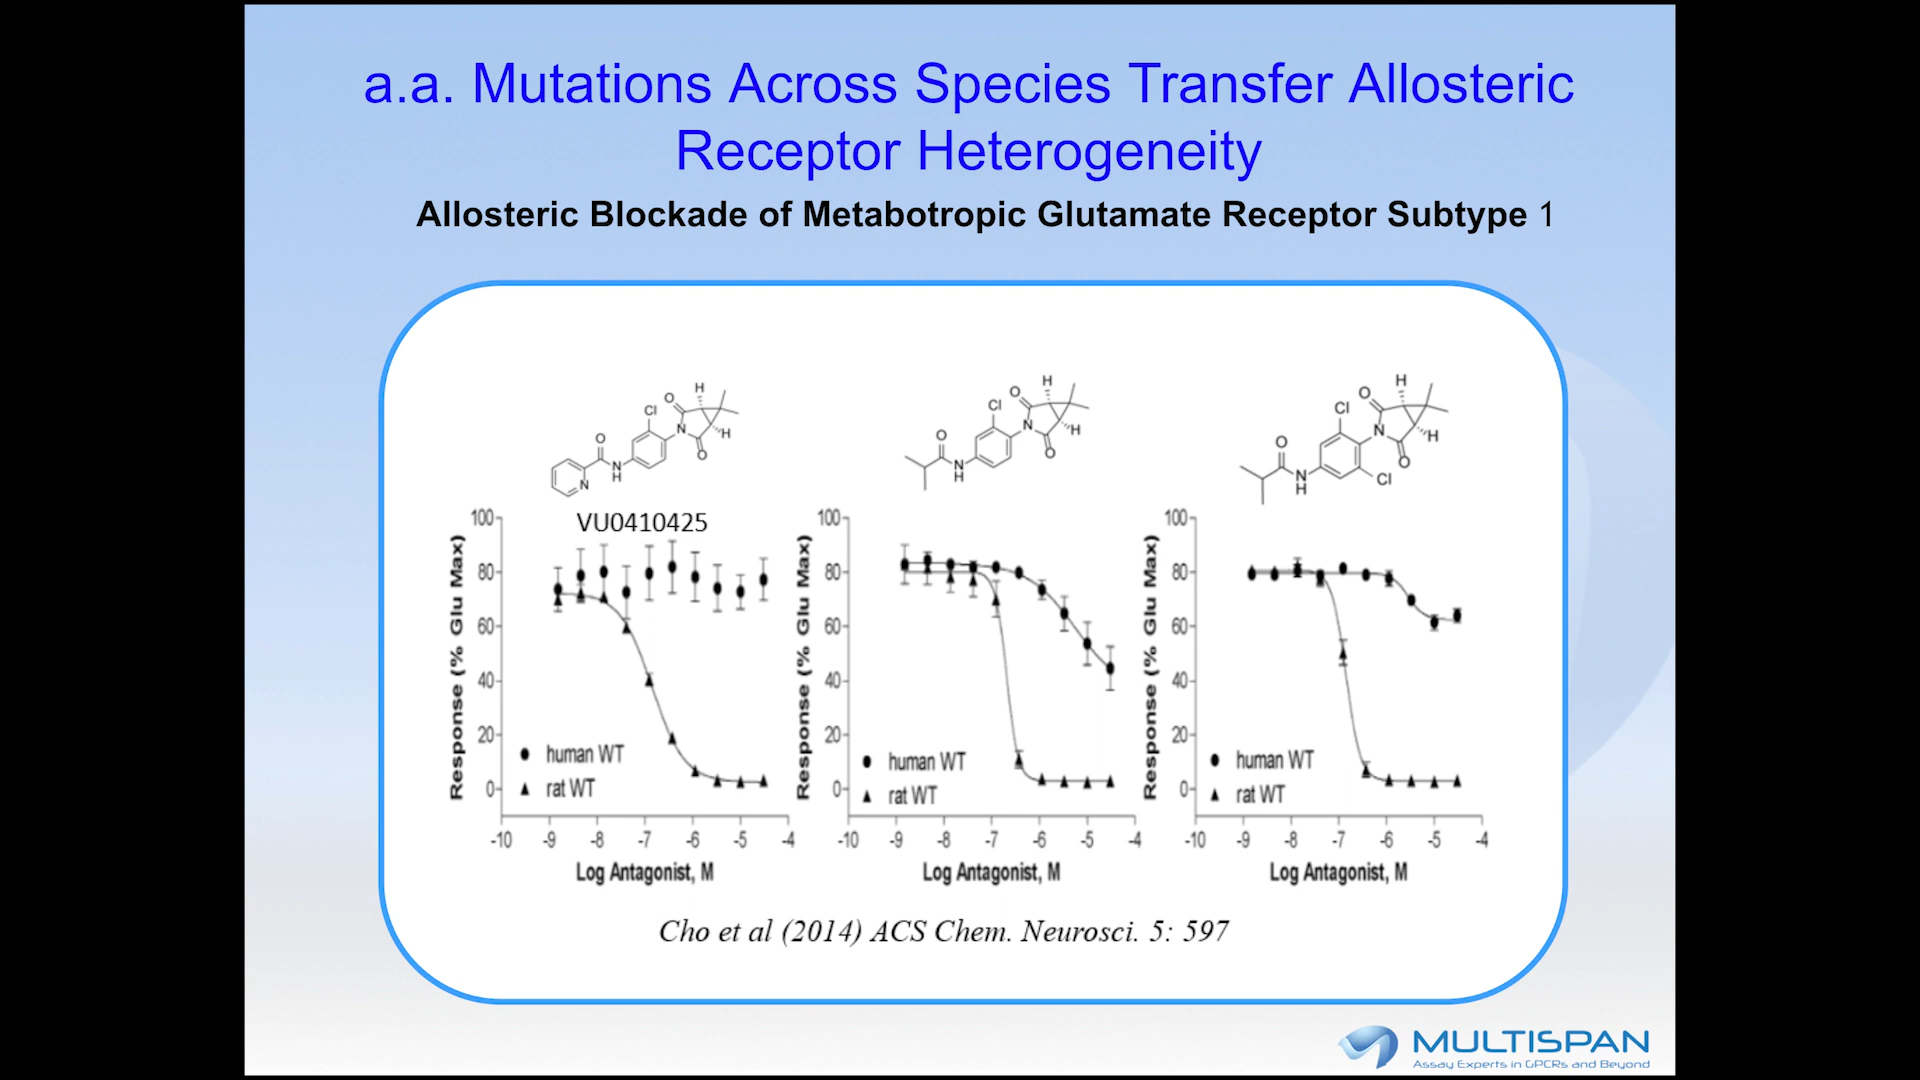 a.a. Mutations Across Species Transfer Allosteric
Receptor Heterogeneity
Allosteric Blockade of Metabotropic Glutamate Receptor Subtype 1
H
O
Cl
N
H
O
O
N
H
N
H
O
Cl
N
H
O
O
N
H
H
O
Cl
N
H
O
O
N
H
Cl
VU0410425
Response (% Glu Max)
100
80
60
40
20
0
human WT
rat WT
-10 -9 -8 -7 -6 -5 -4
Log Antagonist, M
Response (% Glu Max)
100
80
60
40
20
0
human WT
rat WT
-10 -9 -8 -7 -6 -5 -4
Log Antagonist, M
Response (% Glu Max)
100
80
60
40
20
0
human WT
rat WT
-10 -9 -8 -7 -6 -5 -4
Log Antagonist, M
Cho et al (2014) ACS Chem. Neurosci. 5: 597
MULTISPAN
Assay Experts in GPCRs and Beyond